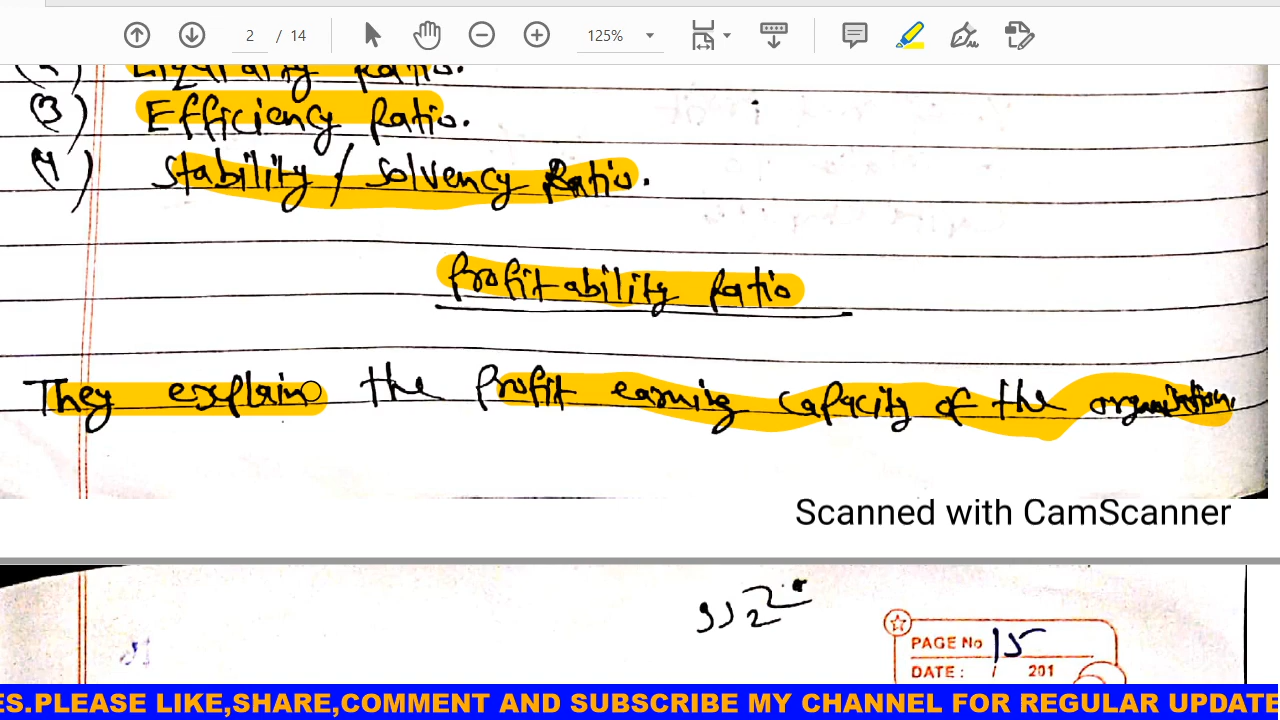 2 / 14
125%
Liquidity Ratio.
(3) Efficiency Ratio.
(4) Stability / Solvency Ratio.
Profitability Ratio
They explain the Profit earning capacity of the organisation.
Scanned with CamScanner
PAGE No 15
DATE : / 201
ES.PLEASE LIKE,SHARE,COMMENT AND SUBSCRIBE MY CHANNEL FOR REGULAR UPDATE